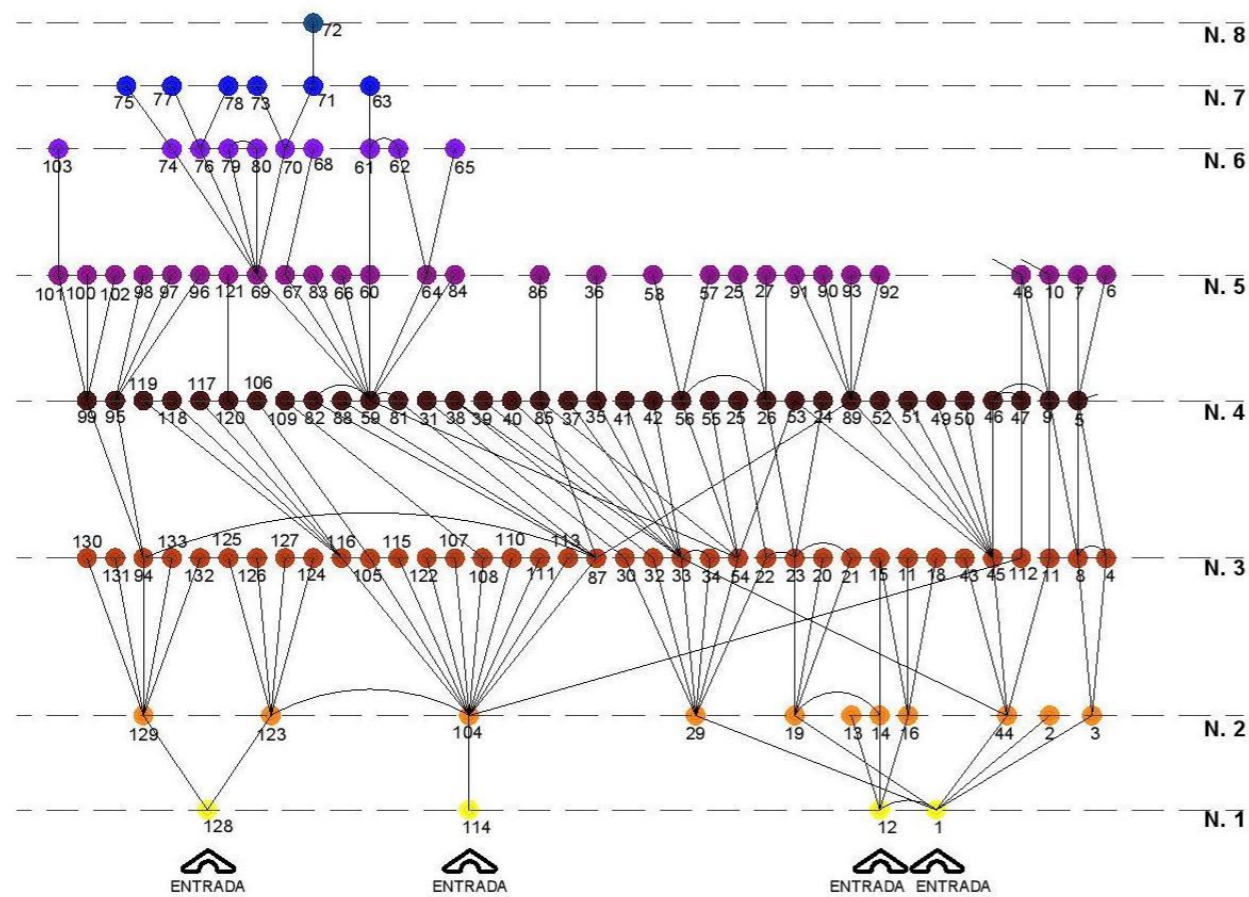 72
N. 8
75 77 78 73 71 63
N. 7
103 74 76 79 80 70 68 61 62 65
N. 6
101 100 102 98 97 96 121 69 67 83 66 60 64 84 86 36 58 57 25 27 91 90 93 92 48 10 7 6
N. 5
119 117 106
99 95 118 120 109 82 88 59 81 31 38 39 40 85 37 35 41 42 56 55 25 26 53 24 89 52 51 49 50 46 47 9 5
N. 4
130 133 125 127 116 115 107 110 113
131 94 132 126 124 105 122 108 111 87 30 32 33 34 54 22 23 20 21 15 11 18 43 45 112 11 8 4
N. 3
129 123 104 29 19 13 14 16 44 2 3
N. 2
128 114 12 1
N. 1
ENTRADA ENTRADA ENTRADA ENTRADA